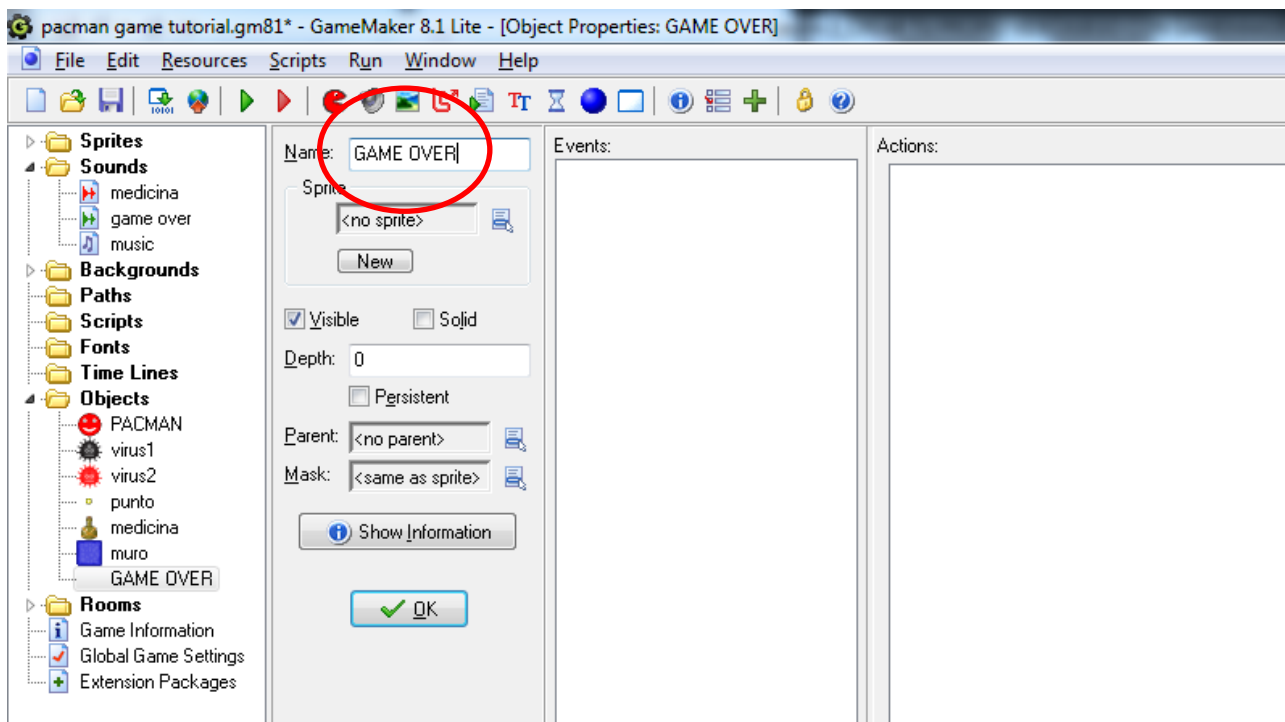 pacman game tutorial.gm81* - GameMaker 8.1 Lite - [Object Properties: GAME OVER]
File Edit Resources Scripts Run Window Help
Sprites
Sounds
medicina
game over
music
Backgrounds
Paths
Scripts
Fonts
Time Lines
Objects
PACMAN
virus1
virus2
punto
medicina
muro
GAME OVER
Rooms
Game Information
Global Game Settings
Extension Packages
Name: GAME OVER
Sprite
<no sprite>
New
Visible Solid
Depth: 0
Persistent
Parent: <no parent>
Mask: <same as sprite>
Show Information
OK
Events:
Actions: